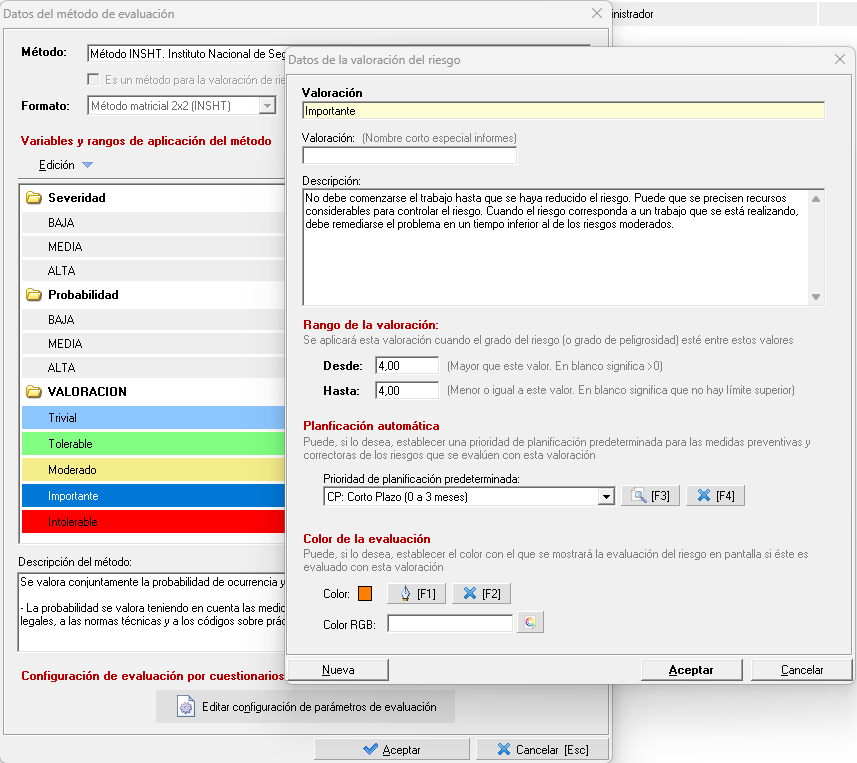 Datos del método de evaluación
inistrador
Método:
Método INSHT. Instituto Nacional de Seg
Es un método para la valoración de rie
Formato:
Método matricial 2x2 (INSHT)
Variables y rangos de aplicación del método
Edición
Severidad
BAJA
MEDIA
ALTA
Probabilidad
BAJA
MEDIA
ALTA
VALORACION
Trivial
Tolerable
Moderado
Importante
Intolerable
Descripción del método:
Se valora conjuntamente la probabilidad de ocurrencia y
- La probabilidad se valora teniendo en cuenta las medic
legales, a las normas técnicas y a los códigos sobre prác
Configuración de evaluación por cuestionarios
Editar configuración de parámetros de evaluación
Aceptar
Cancelar [Esc]
Datos de la valoración del riesgo
Valoración
Importante
Valoración: (Nombre corto especial informes)
Descripción:
No debe comenzarse el trabajo hasta que se haya reducido el riesgo. Puede que se precisen recursos
considerables para controlar el riesgo. Cuando el riesgo corresponda a un trabajo que se está realizando,
debe remediarse el problema en un tiempo inferior al de los riesgos moderados.
Rango de la valoración:
Se aplicará esta valoración cuando el grado del riesgo (o grado de peligrosidad) esté entre estos valores
Desde: 4,00 (Mayor que este valor. En blanco significa >0)
Hasta: 4,00 (Menor o igual a este valor. En blanco significa que no hay límite superior)
Planficación automática
Puede, si lo desea, establecer una prioridad de planificación predeterminada para las medidas preventivas y
correctoras de los riesgos que se evalúen con esta valoración
Prioridad de planificación predeterminada:
CP: Corto Plazo (0 a 3 meses) [F3] [F4]
Color de la evaluación
Puede, si lo desea, establecer el color con el que se mostrará la evaluación del riesgo en pantalla si éste es
evaluado con esta valoración
Color: [F1] [F2]
Color RGB:
Nueva
Aceptar
Cancelar